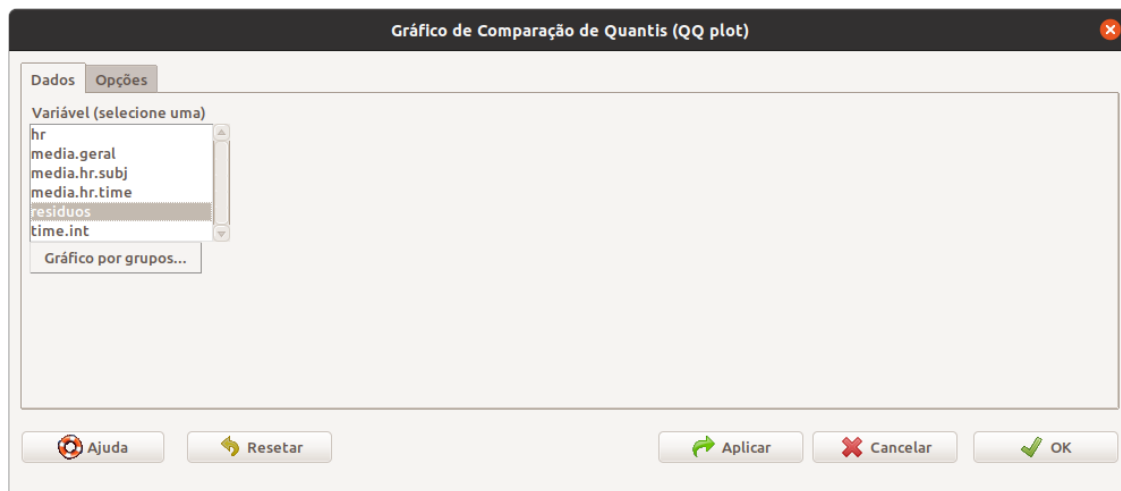 Gráfico de Comparação de Quantis (QQ plot)
Dados Opções
Variável (selecione uma)
hr
media.geral
media.hr.subj
media.hr.time
residuos
time.int
Gráfico por grupos...
Ajuda Resetar Aplicar Cancelar OK